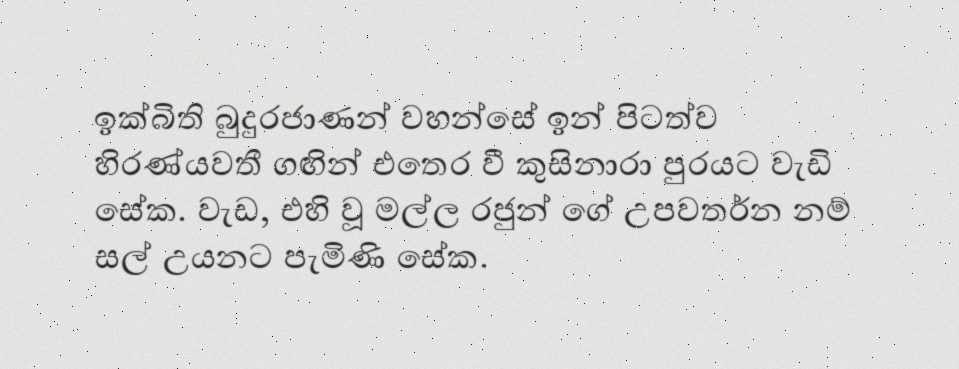 ඉක්බිති බුදුරජාණන් වහන්සේ ඉන් පිටත්ව
හිරණ්යවතී ගඟින් එතෙර වී කුසිනාරා පුරයට වැඩි
සේක. වැඩ, එහි වූ මල්ල රජුන් ගේ උපවතර්න නම්
සල් උයනට පැමිණි සේක.